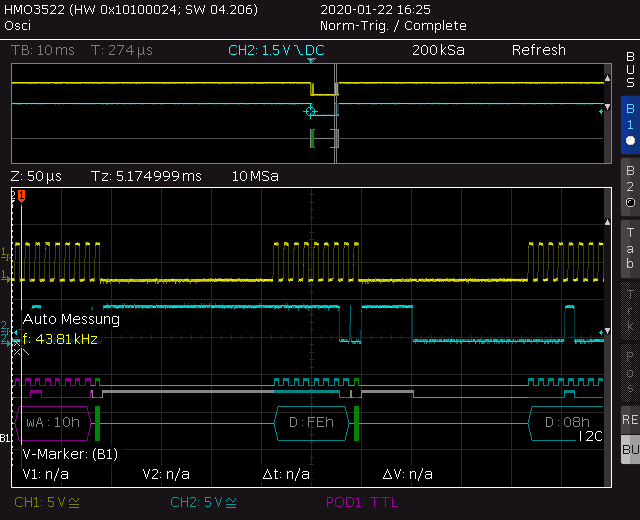 HMO3522 (HW 0x10100024; SW 04.206)
2020-01-22 16:25
Osci
Norm-Trig. / Complete
TB: 10 ms
T: 274 µs
CH2: 1.5 V DC
200 kSa
Refresh
BUS
B1
B2
Tab
Trk
Pos
RE
BU
Z: 50 µs
Tz: 5.174999 ms
10 MSa
1
Auto Messung
f: 43.81 kHz
wA: 10h
D: FEh
D: 08h
B1
I2C
V-Marker: (B1)
V1: n/a
V2: n/a
Δt: n/a
ΔV: n/a
CH1: 5 V ≅
CH2: 5 V ≅
POD1: TTL